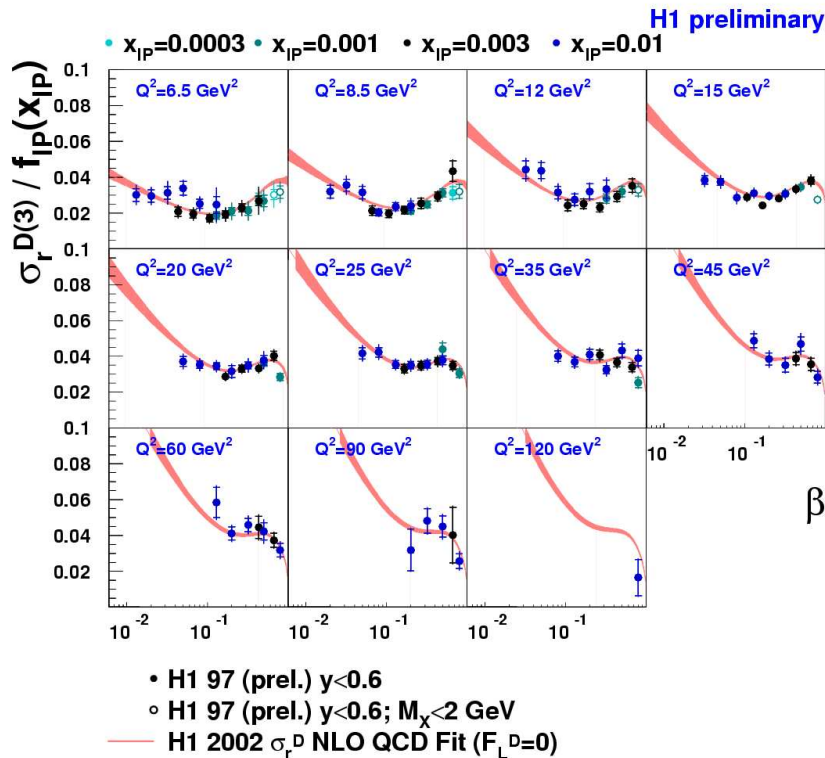 H1 preliminary
x_IP=0.0003 x_IP=0.001 x_IP=0.003 x_IP=0.01
σ_r^D(3) / f_IP(x_IP)
0.1
Q²=6.5 GeV² Q²=8.5 GeV² Q²=12 GeV² Q²=15 GeV²
0.08
0.06
0.04
0.02
0.1
Q²=20 GeV² Q²=25 GeV² Q²=35 GeV² Q²=45 GeV²
0.08
0.06
0.04
0.02
0.1
Q²=60 GeV² Q²=90 GeV² Q²=120 GeV²
10⁻² 10⁻¹
0.08
0.06
β
0.04
0.02
10⁻² 10⁻¹ 10⁻² 10⁻¹ 10⁻² 10⁻¹
H1 97 (prel.) y<0.6
H1 97 (prel.) y<0.6; M_X<2 GeV
H1 2002 σ_r^D NLO QCD Fit (F_L^D=0)